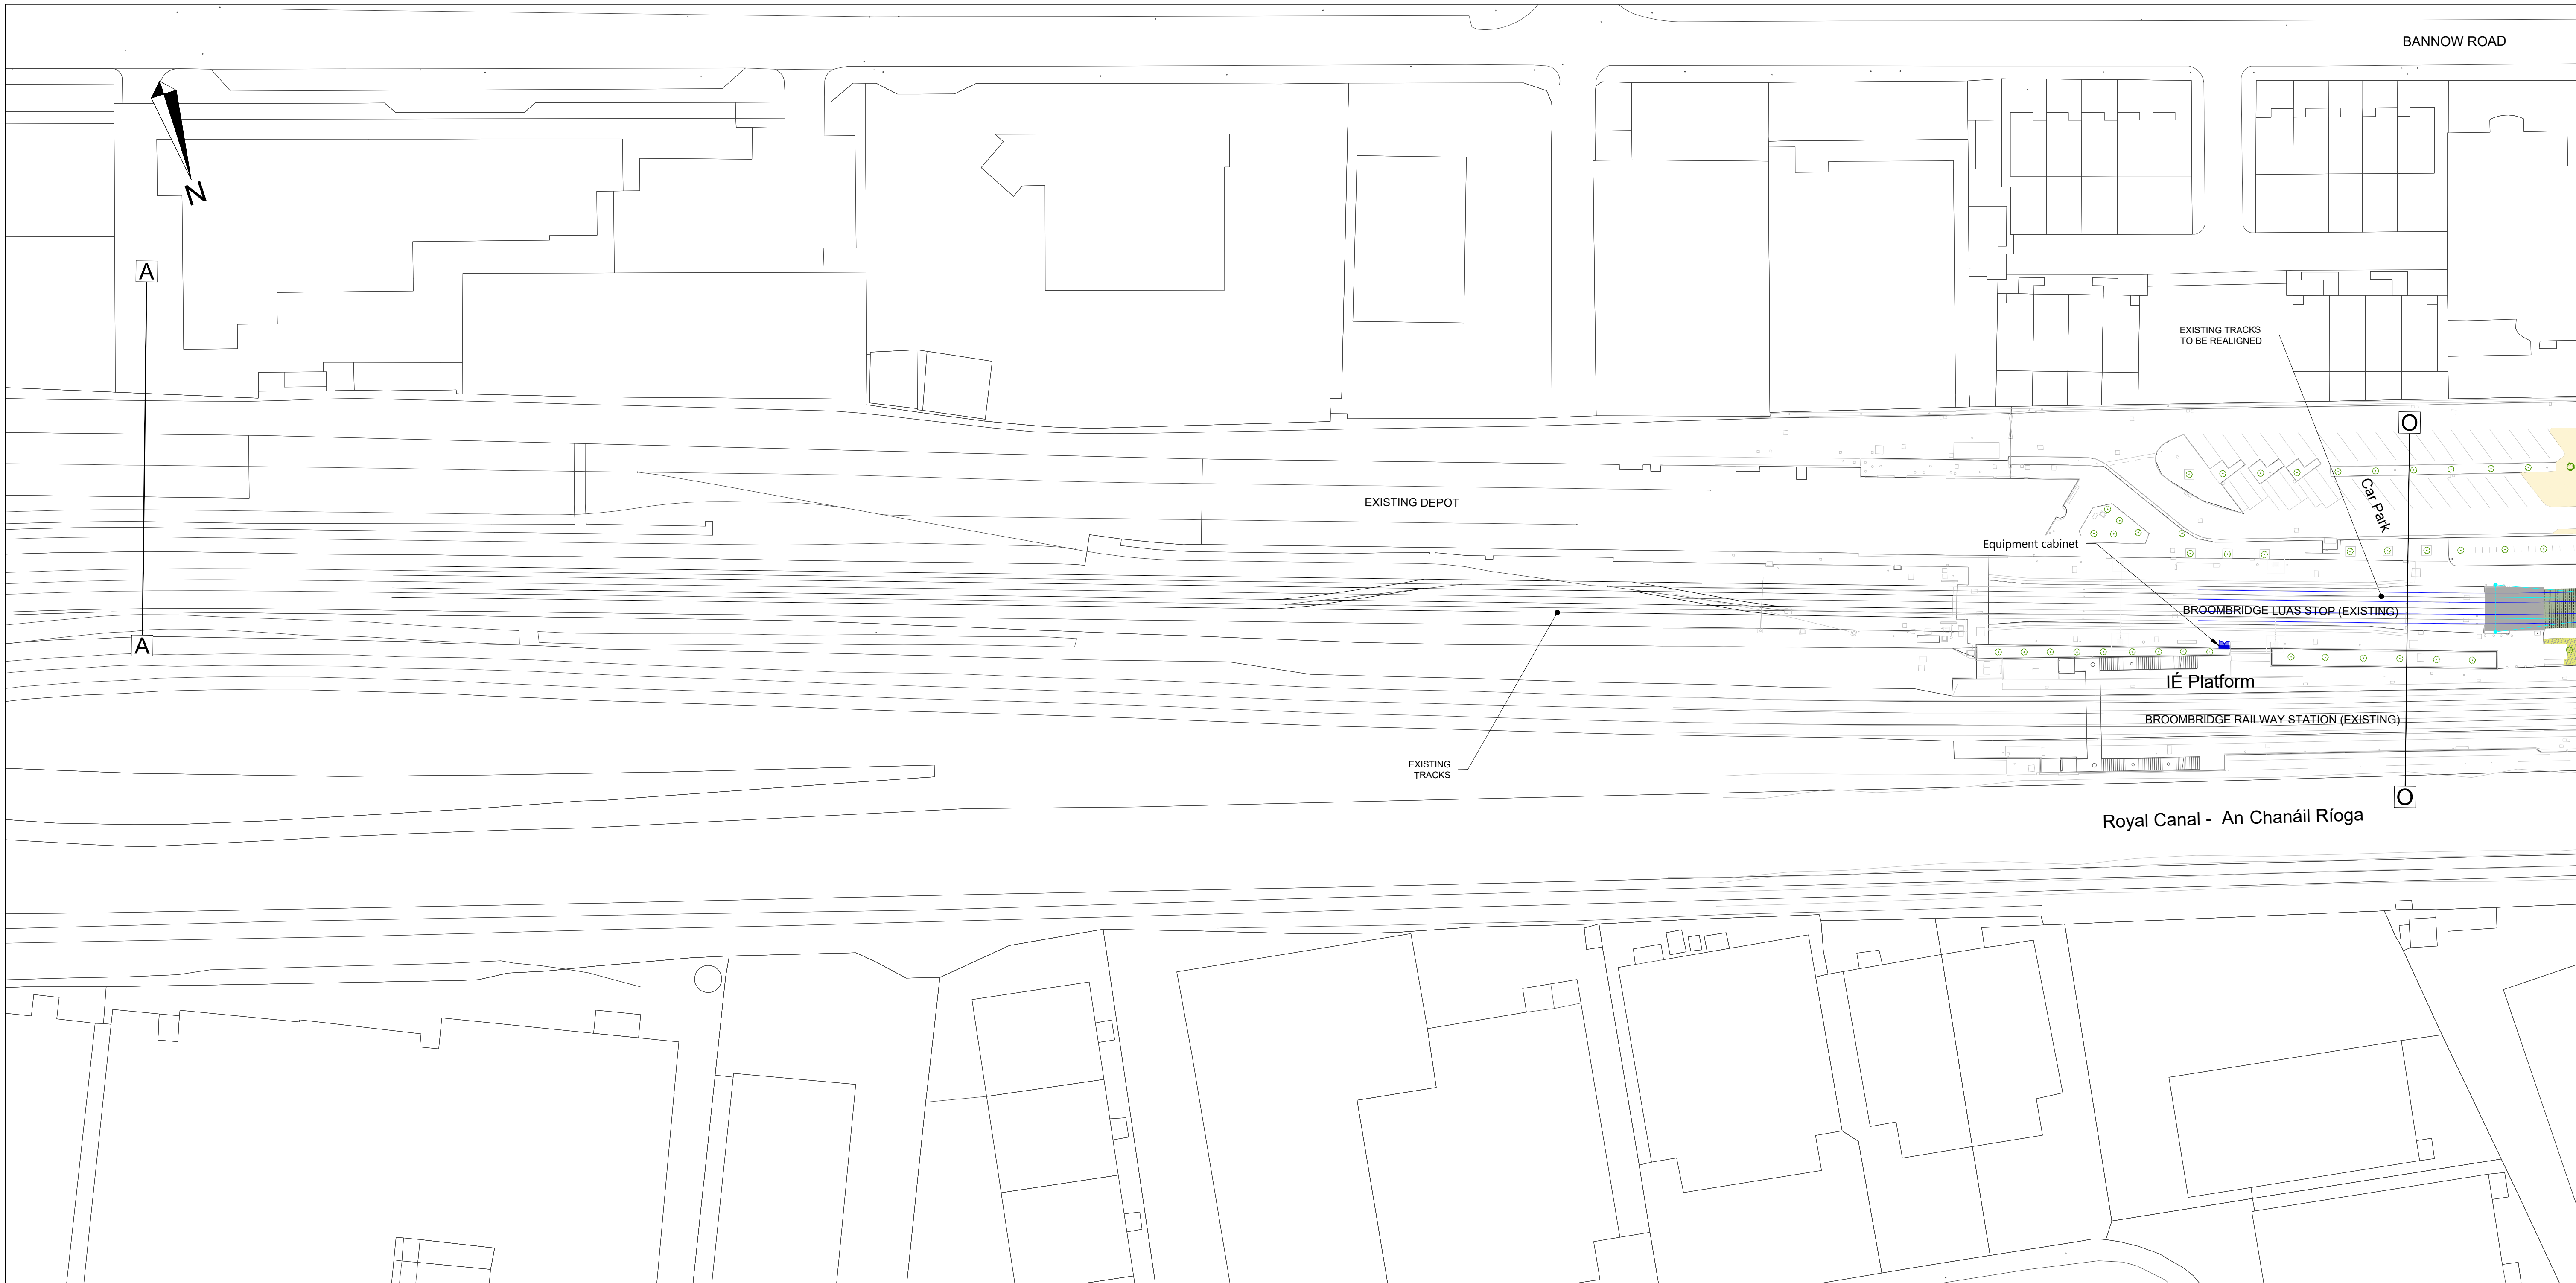 BANNOW ROAD
N
A
EXISTING TRACKS
TO BE REALIGNED
O
Car Park
EXISTING DEPOT
Equipment cabinet
BROOMBRIDGE LUAS STOP (EXISTING)
A
IÉ Platform
BROOMBRIDGE RAILWAY STATION (EXISTING)
EXISTING
TRACKS
O
Royal Canal - An Chanáil Ríoga